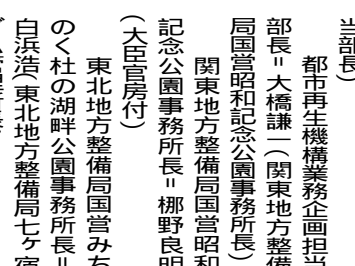 当部長)
都市再生機構業務企画担当
部長=大橋謙一(関東地方整備
局国営昭和記念公園事務所長)
関東地方整備局国営昭和
記念公園事務所長=梛野良明
(大臣官房付)
東北地方整備局国営みち
のく杜の湖畔公園事務所長=
白浜浩(東北地方整備局七ヶ宿